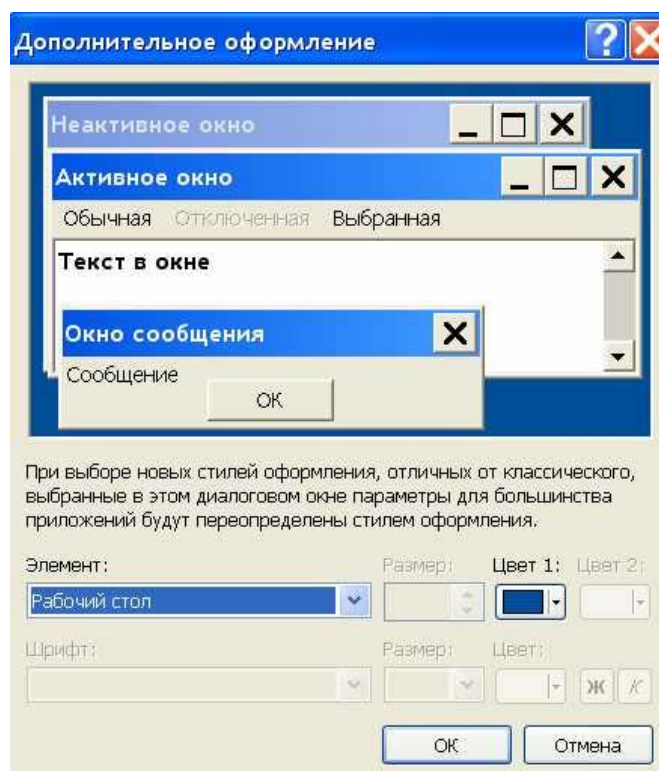 Дополнительное оформление
Неактивное окно
Активное окно
Обычная Отключенная Выбранная
Текст в окне
Окно сообщения
Сообщение
OK
При выборе новых стилей оформления, отличных от классического,
выбранные в этом диалоговом окне параметры для большинства
приложений будут переопределены стилем оформления.
Элемент: Размер: Цвет 1: Цвет 2:
Рабочий стол
Шрифт: Размер: Цвет:
Ж К
OK Отмена